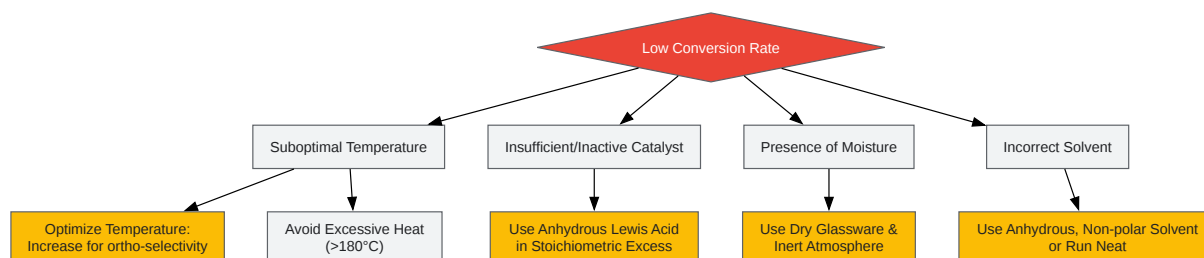 Low Conversion Rate
Suboptimal Temperature
Insufficient/Inactive Catalyst
Presence of Moisture
Incorrect Solvent
Optimize Temperature:
Increase for ortho-selectivity
Avoid Excessive Heat
(>180°C)
Use Anhydrous Lewis Acid
in Stoichiometric Excess
Use Dry Glassware &
Inert Atmosphere
Use Anhydrous, Non-polar Solvent
or Run Neat